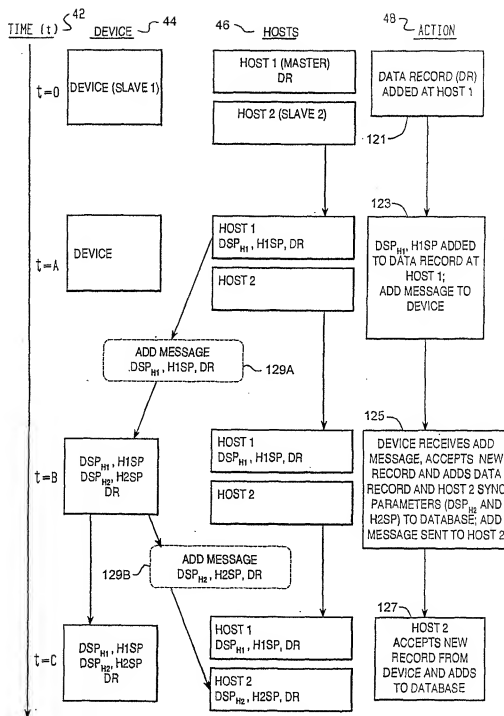 TIME (t) 42
DEVICE 44
46 HOSTS
48 ACTION
t=0
DEVICE (SLAVE 1)
HOST 1 (MASTER)
DR
HOST 2 (SLAVE 2)
DATA RECORD (DR)
ADDED AT HOST 1
121
123
t=A
DEVICE
HOST 1
DSP_H1, H1SP, DR
HOST 2
DSP_H1, H1SP ADDED
TO DATA RECORD AT
HOST 1;
ADD MESSAGE TO
DEVICE
ADD MESSAGE
DSP_H1, H1SP, DR
129A
125
t=B
DSP_H1, H1SP
DSP_H2, H2SP
DR
HOST 1
DSP_H1, H1SP, DR
HOST 2
DEVICE RECEIVES ADD
MESSAGE, ACCEPTS NEW
RECORD AND ADDS DATA
RECORD AND HOST 2 SYNC
PARAMETERS (DSP_H2 AND
H2SP) TO DATABASE; ADD
MESSAGE SENT TO HOST 2
129B
ADD MESSAGE
DSP_H2, H2SP, DR
127
t=C
DSP_H1, H1SP
DSP_H2, H2SP
DR
HOST 1
DSP_H1, H1SP, DR
HOST 2
DSP_H2, H2SP, DR
HOST 2
ACCEPTS NEW
RECORD FROM
DEVICE AND ADDS
TO DATABASE